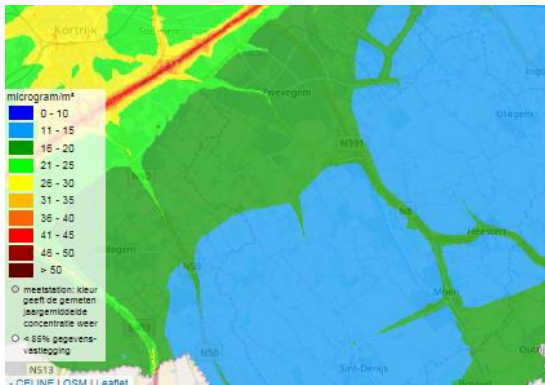 Kortrijk
Zwevegem
Otegem
N391
N50
N8
Heestert
N50
Moen
N50
Sint-Denijs
N513
microgram/m³
0 - 10
11 - 15
16 - 20
21 - 25
26 - 30
31 - 35
36 - 40
41 - 45
46 - 50
> 50
meetstation: kleur
geeft de gemeten
jaargemiddelde
concentratie weer
< 85% gegevens-
vastlegging
- CELINE | OSM | Leaflet